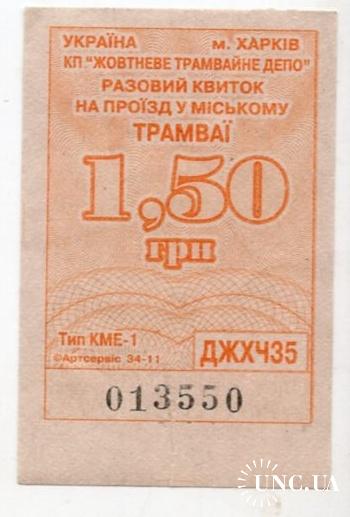 УКРАЇНА м. ХАРКІВ
КП "ЖОВТНЕВЕ ТРАМВАЙНЕ ДЕПО"
РАЗОВИЙ КВИТОК
НА ПРОЇЗД У МІСЬКОМУ
ТРАМВАЇ
1,50
грн
Тип КМЕ-1
©Артсервіс 34-11
ДЖХЧ35
013550
UNC.UA